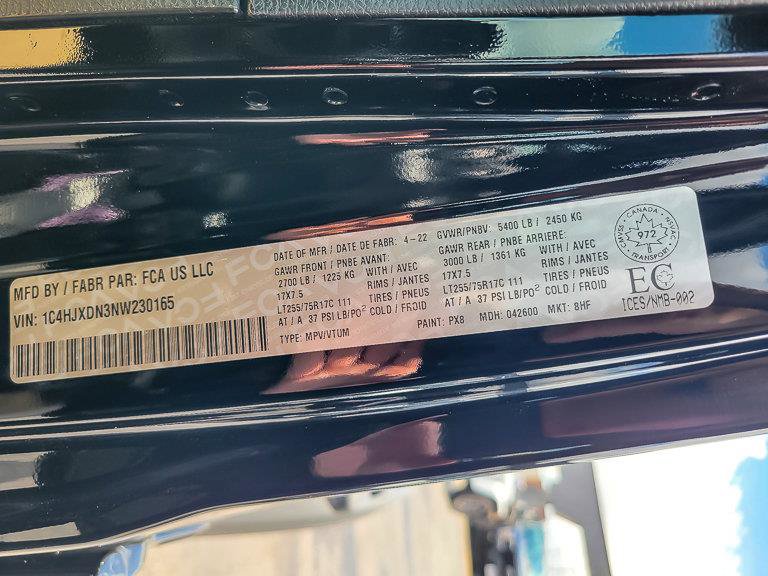 MFD BY / FABR PAR: FCA US LLC
VIN: 1C4HJXDN3NW230165
DATE OF MFR / DATE DE FABR: 4-22 GVWR/PNBV: 5400 LB / 2450 KG
GAWR FRONT / PNBE AVANT: GAWR REAR / PNBE ARRIERE:
2700 LB / 1225 KG WITH / AVEC 3000 LB / 1361 KG WITH / AVEC
17X7.5 RIMS / JANTES 17X7.5 RIMS / JANTES
LT255/75R17C 111 TIRES / PNEUS LT255/75R17C 111 TIRES / PNEUS
AT / A 37 PSI LB/PO² COLD / FROID AT / A 37 PSI LB/PO² COLD / FROID
TYPE: MPV/VTUM PAINT: PX8 MDH: 042600 MKT: 8HF
CANADA
CMVSS 972 NSVAC
TRANSPORT
EC
ICES/NMB-002